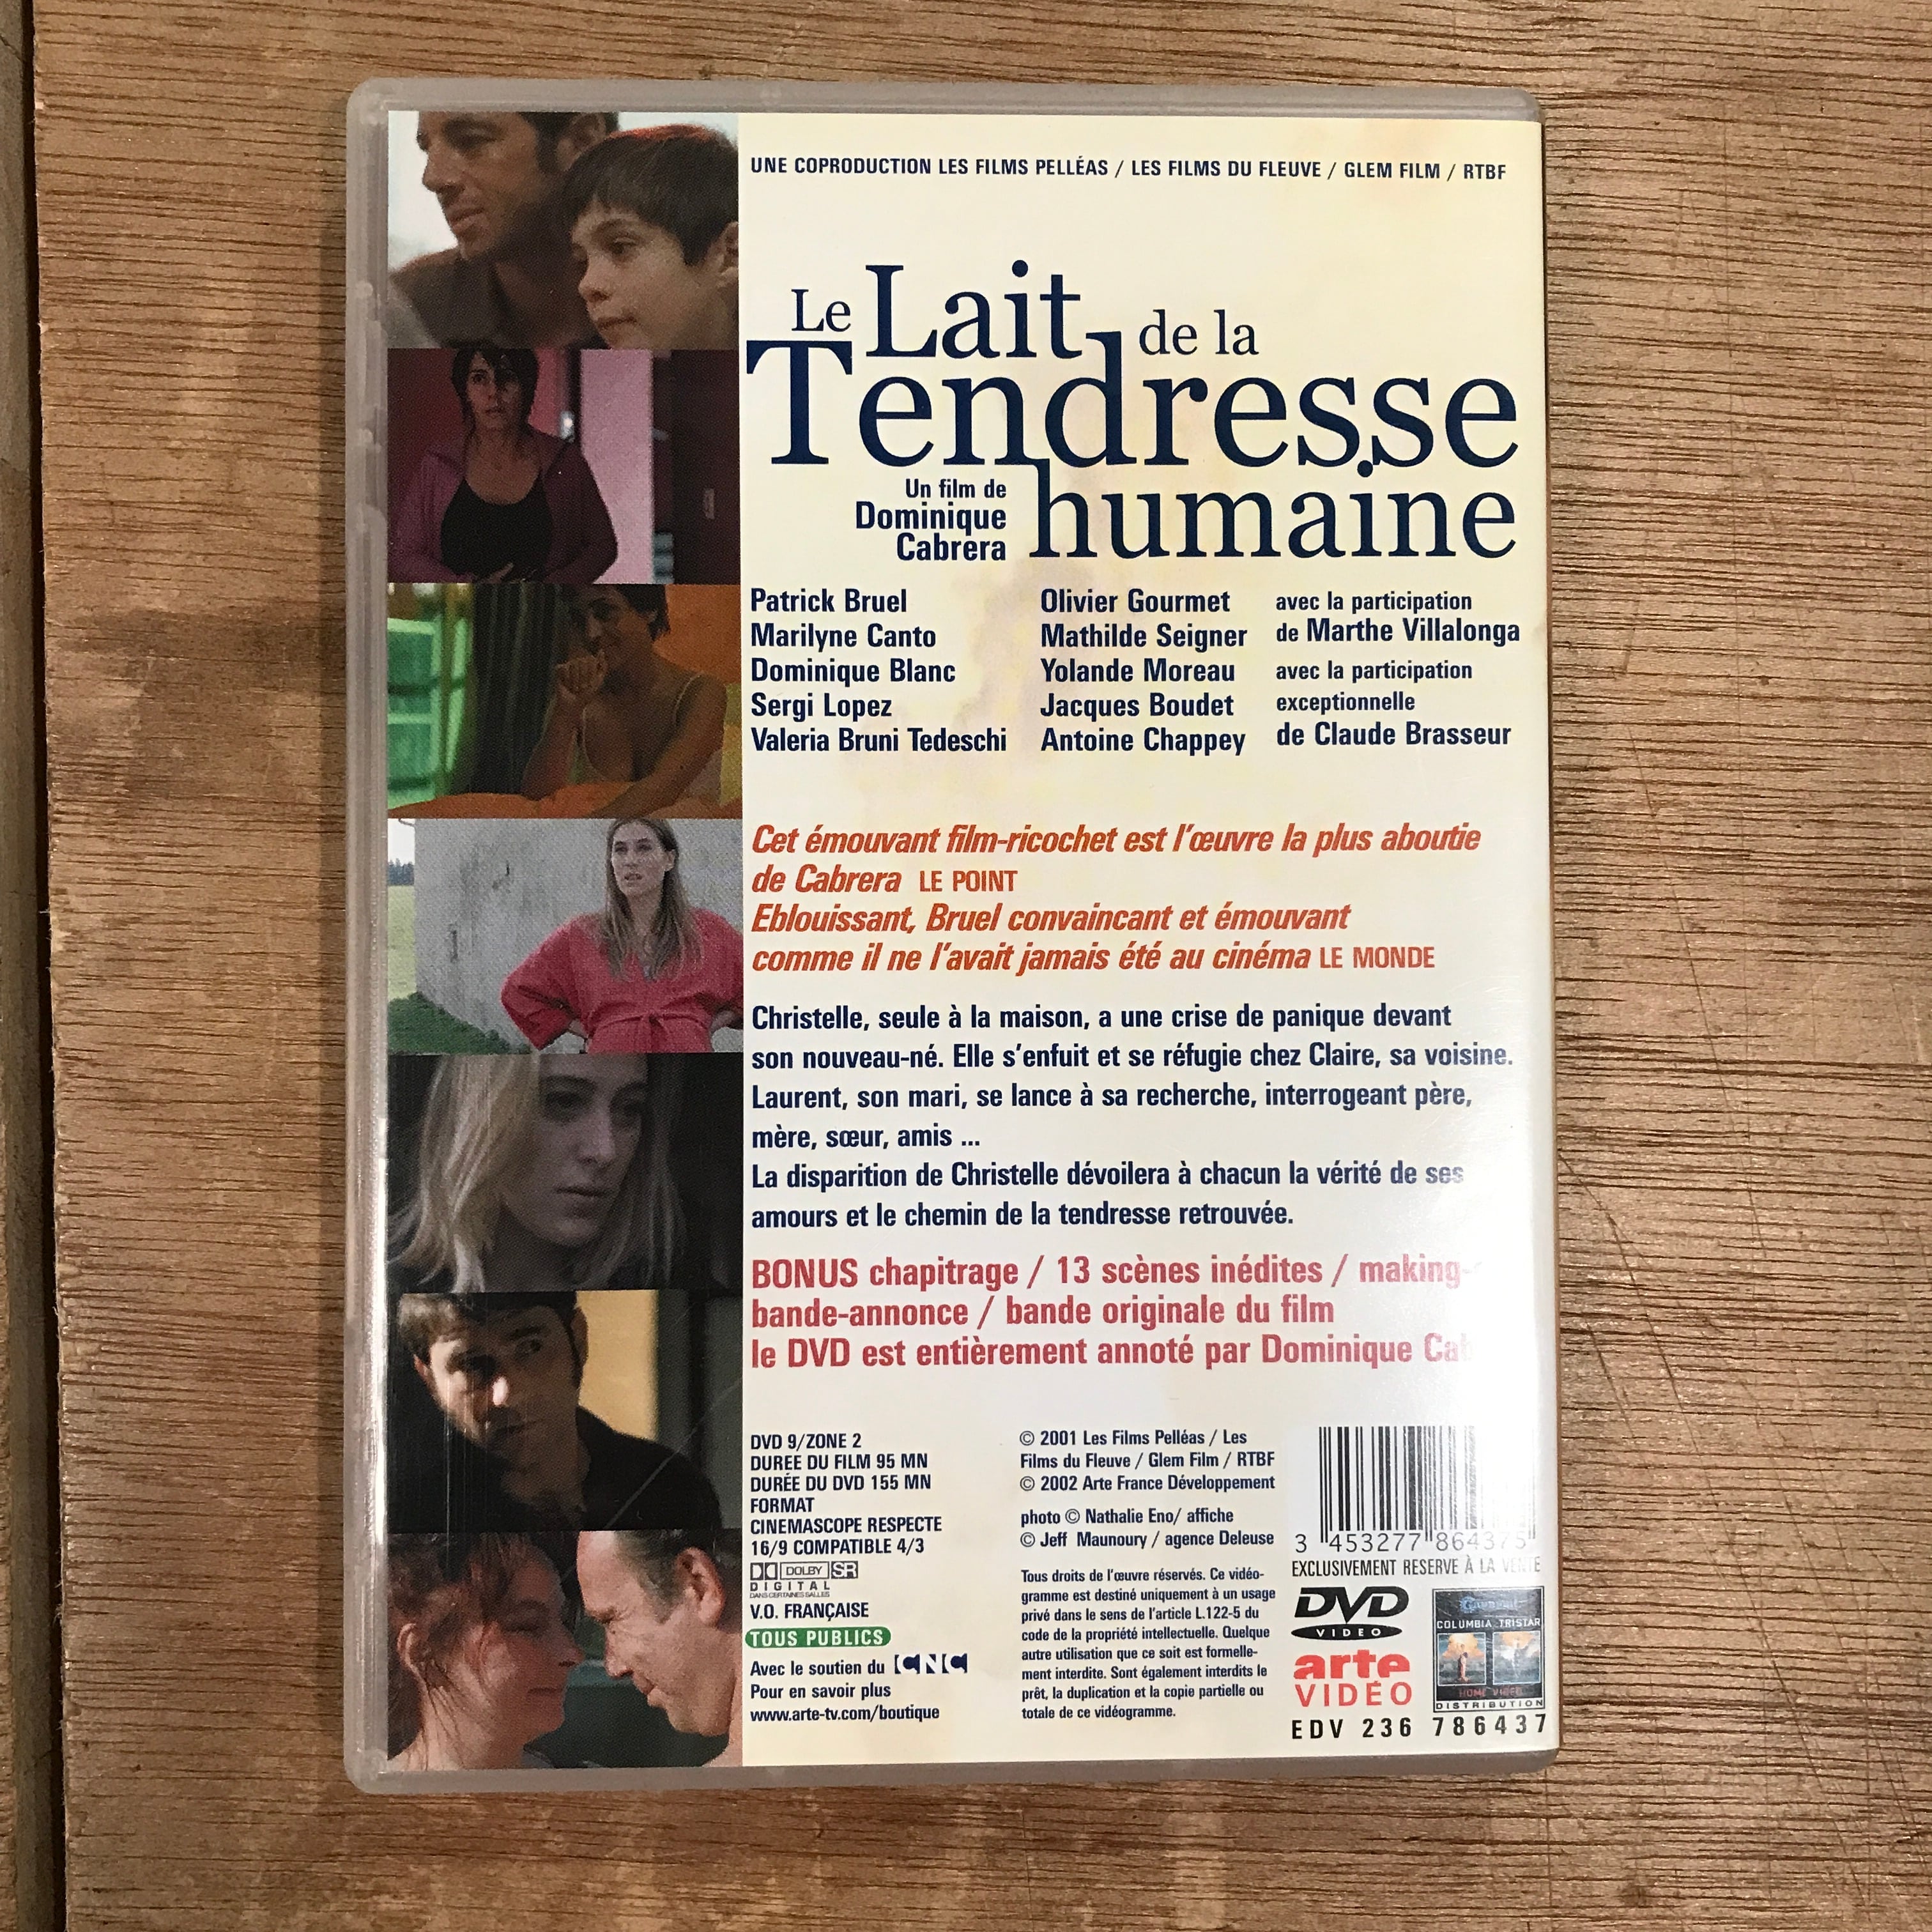 UNE COPRODUCTION LES FILMS PELLÉAS / LES FILMS DU FLEUVE / GLEM FILM / RTBF
Le Lait de la
Tendresse
humaine
Un film de
Dominique
Cabrera
Patrick Bruel
Marilyne Canto
Dominique Blanc
Sergi Lopez
Valeria Bruni Tedeschi
Olivier Gourmet
Mathilde Seigner
Yolande Moreau
Jacques Boudet
Antoine Chappey
avec la participation
de Marthe Villalonga
avec la participation
exceptionnelle
de Claude Brasseur
Cet émouvant film-ricochet est l'œuvre la plus aboutie
de Cabrera LE POINT
Eblouissant, Bruel convaincant et émouvant
comme il ne l'avait jamais été au cinéma LE MONDE
Christelle, seule à la maison, a une crise de panique devant
son nouveau-né. Elle s'enfuit et se réfugie chez Claire, sa voisine.
Laurent, son mari, se lance à sa recherche, interrogeant père,
mère, sœur, amis ...
La disparition de Christelle dévoilera à chacun la vérité de ses
amours et le chemin de la tendresse retrouvée.
BONUS chapitrage / 13 scènes inédites / making-
bande-annonce / bande originale du film
le DVD est entièrement annoté par Dominique Cab
DVD 9/ZONE 2
DUREE DU FILM 95 MN
DURÉE DU DVD 155 MN
FORMAT
CINEMASCOPE RESPECTE
16/9 COMPATIBLE 4/3
DOLBY SR
DIGITAL
DANS CERTAINES SALLES
V.O. FRANÇAISE
TOUS PUBLICS
Avec le soutien du CNC
Pour en savoir plus
www.arte-tv.com/boutique
© 2001 Les Films Pelléas / Les
Films du Fleuve / Glem Film / RTBF
© 2002 Arte France Développement
photo © Nathalie Eno/ affiche
© Jeff Maunoury / agence Deleuse
Tous droits de l'œuvre réservés. Ce vidéo-
gramme est destiné uniquement à un usage
privé dans le sens de l'article L.122-5 du
code de la propriété intellectuelle. Quelque
autre utilisation que ce soit est formelle-
ment interdite. Sont également interdits le
prêt, la duplication et la copie partielle ou
totale de ce vidéogramme.
3 453277 864375
EXCLUSIVEMENT RESERVE À LA VENTE
DVD
VIDEO
arte
VIDÉO
COLUMBIA TRISTAR
HOME VIDEO
DISTRIBUTION
EDV 236 786437